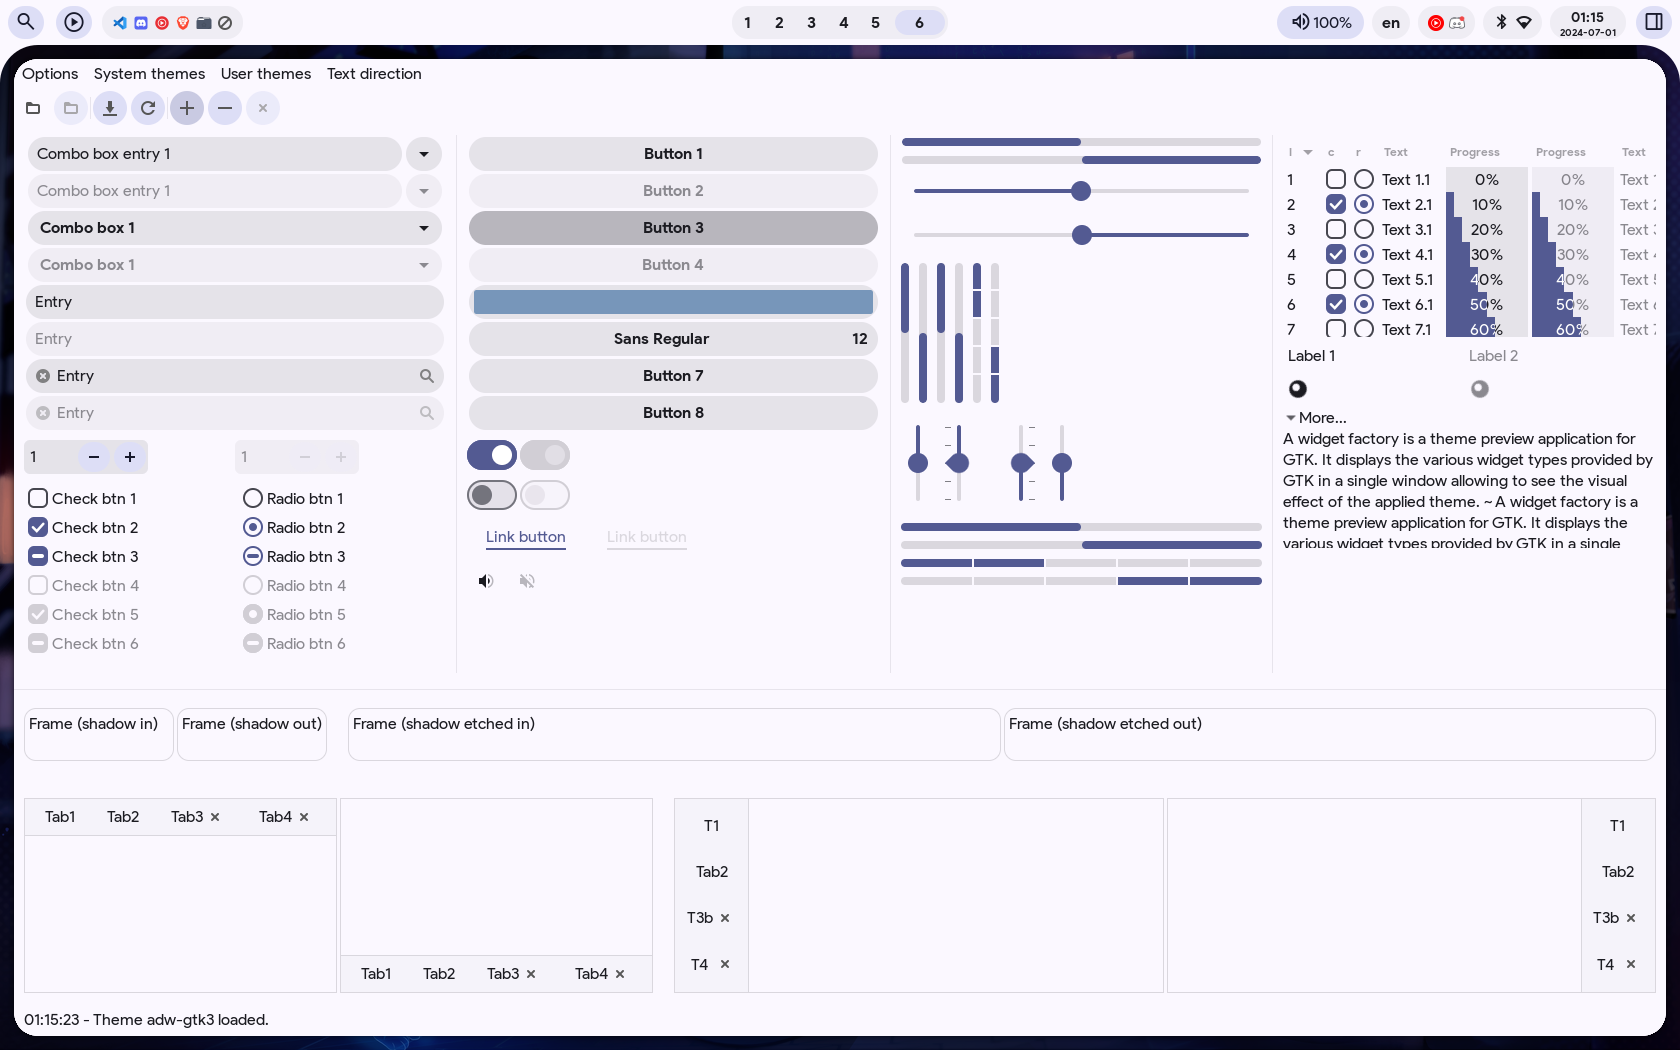 1 2 3 4 5 6
100%
en
01:15
2024-07-01
Options System themes User themes Text direction
Combo box entry 1
Combo box entry 1
Combo box 1
Combo box 1
Entry
Entry
Entry
Entry
1 1
Check btn 1 Radio btn 1
Check btn 2 Radio btn 2
Check btn 3 Radio btn 3
Check btn 4 Radio btn 4
Check btn 5 Radio btn 5
Check btn 6 Radio btn 6
Button 1
Button 2
Button 3
Button 4
Sans Regular 12
Button 7
Button 8
Link button Link button
I c r Text Progress Progress Text
1 Text 1.1 0% 0% Text
2 Text 2.1 10% 10% Text
3 Text 3.1 20% 20% Text
4 Text 4.1 30% 30% Text
5 Text 5.1 40% 40% Text
6 Text 6.1 50% 50% Text
7 Text 7.1 60% 60% Text
Label 1 Label 2
More...
A widget factory is a theme preview application for
GTK. It displays the various widget types provided by
GTK in a single window allowing to see the visual
effect of the applied theme. ~ A widget factory is a
theme preview application for GTK. It displays the
various widget types provided by GTK in a single
Frame (shadow in) Frame (shadow out) Frame (shadow etched in) Frame (shadow etched out)
Tab1 Tab2 Tab3 Tab4
Tab1 Tab2 Tab3 Tab4
T1
Tab2
T3b
T4
T1
Tab2
T3b
T4
01:15:23 - Theme adw-gtk3 loaded.